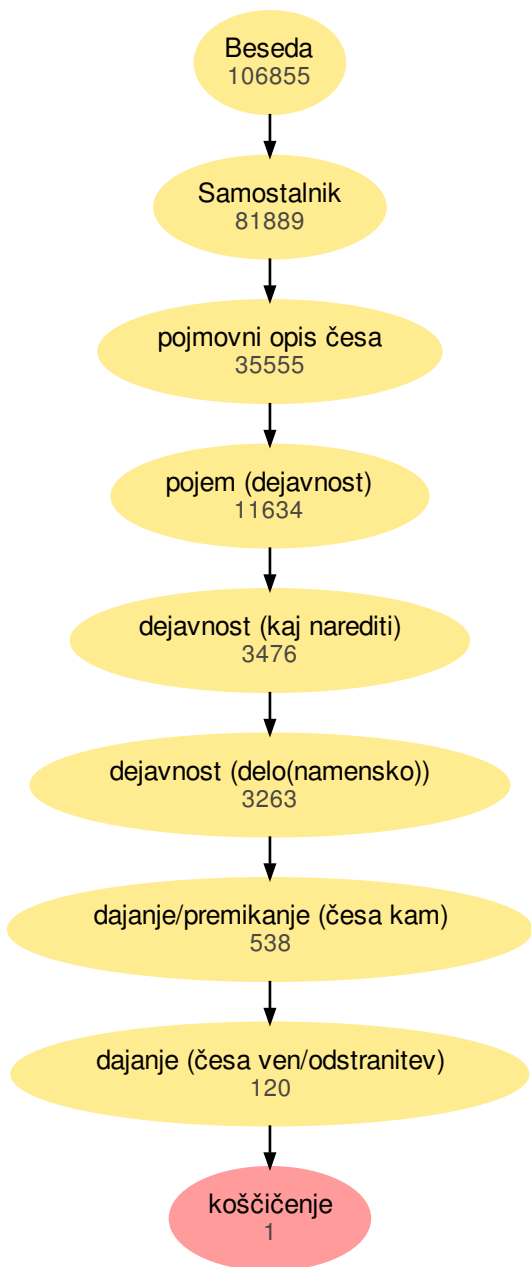 Beseda
106855
Samostalnik
81889
pojmovni opis česa
35555
pojem (dejavnost)
11634
dejavnost (kaj narediti)
3476
dejavnost (delo(namensko))
3263
dajanje/premikanje (česa kam)
538
dajanje (česa ven/odstranitev)
120
koščičenje
1